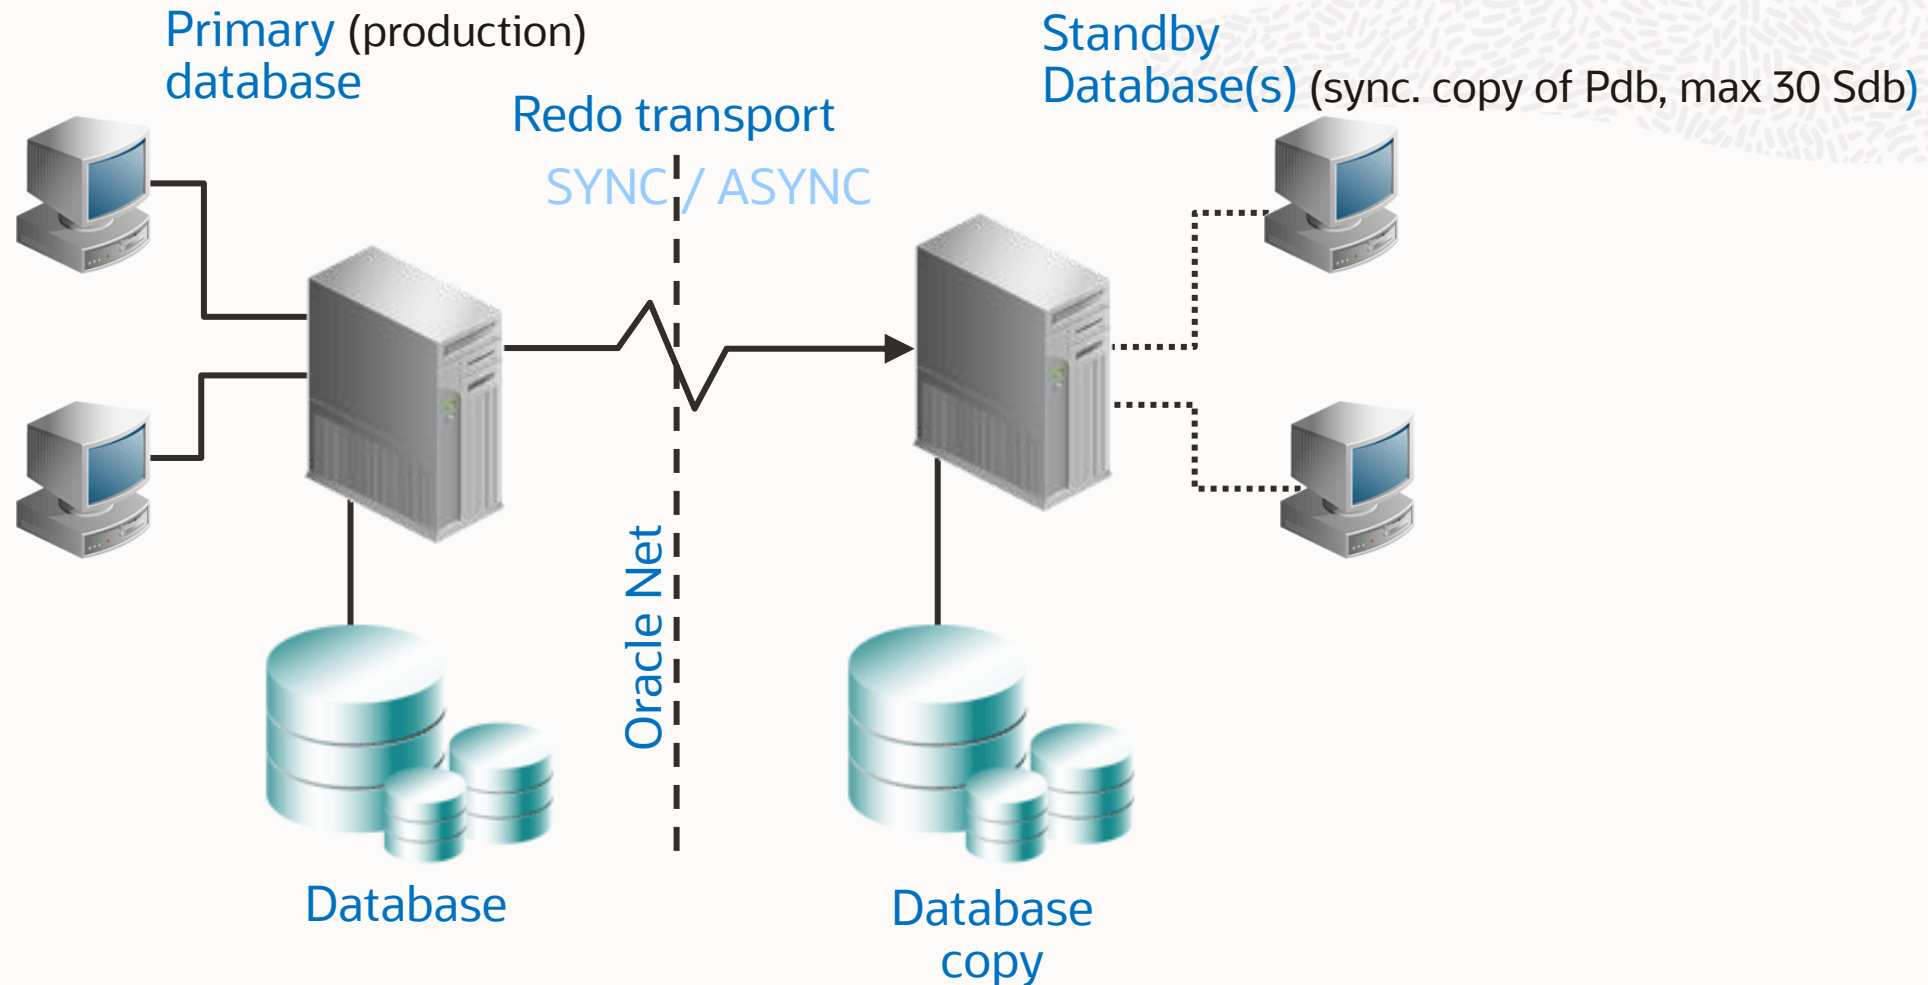 Primary (production)
database
Redo transport
SYNC / ASYNC
Standby
Database(s) (sync. copy of Pdb, max 30 Sdb)
Oracle Net
Database
Database
copy